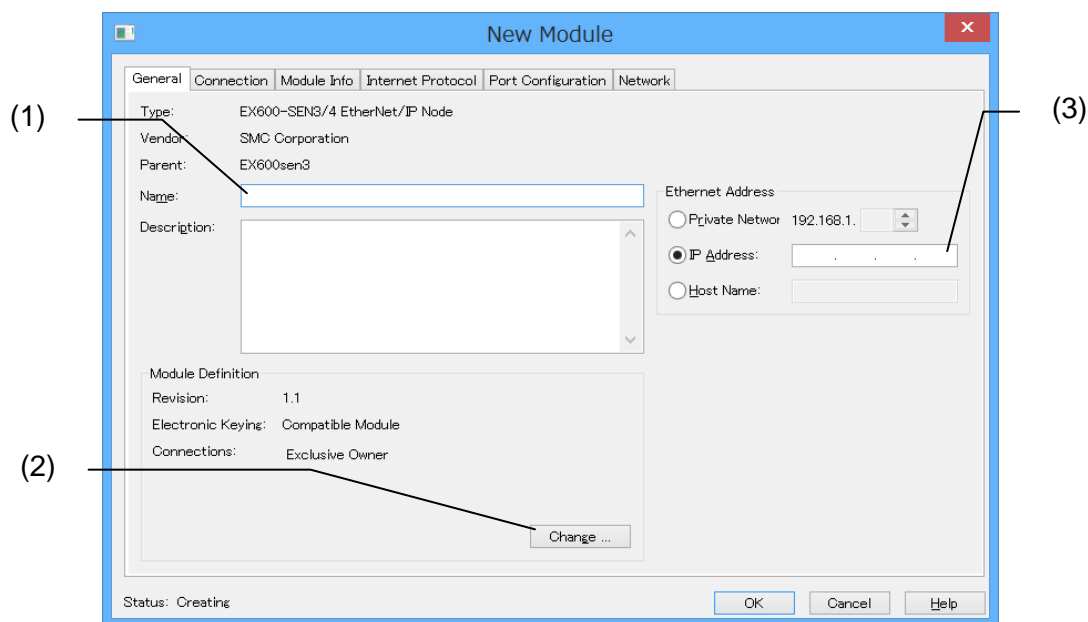 New Module
x
General Connection Module Info Internet Protocol Port Configuration Network
(1)
(3)
Type: EX600-SEN3/4 EtherNet/IP Node
Vendor: SMC Corporation
Parent: EX600sen3
Name:
Ethernet Address
Private Networ 192.168.1.
Description:
IP Address: . . .
Host Name:
Module Definition
Revision: 1.1
Electronic Keying: Compatible Module
Connections: Exclusive Owner
(2)
Change ...
Status: Creating
OK Cancel Help